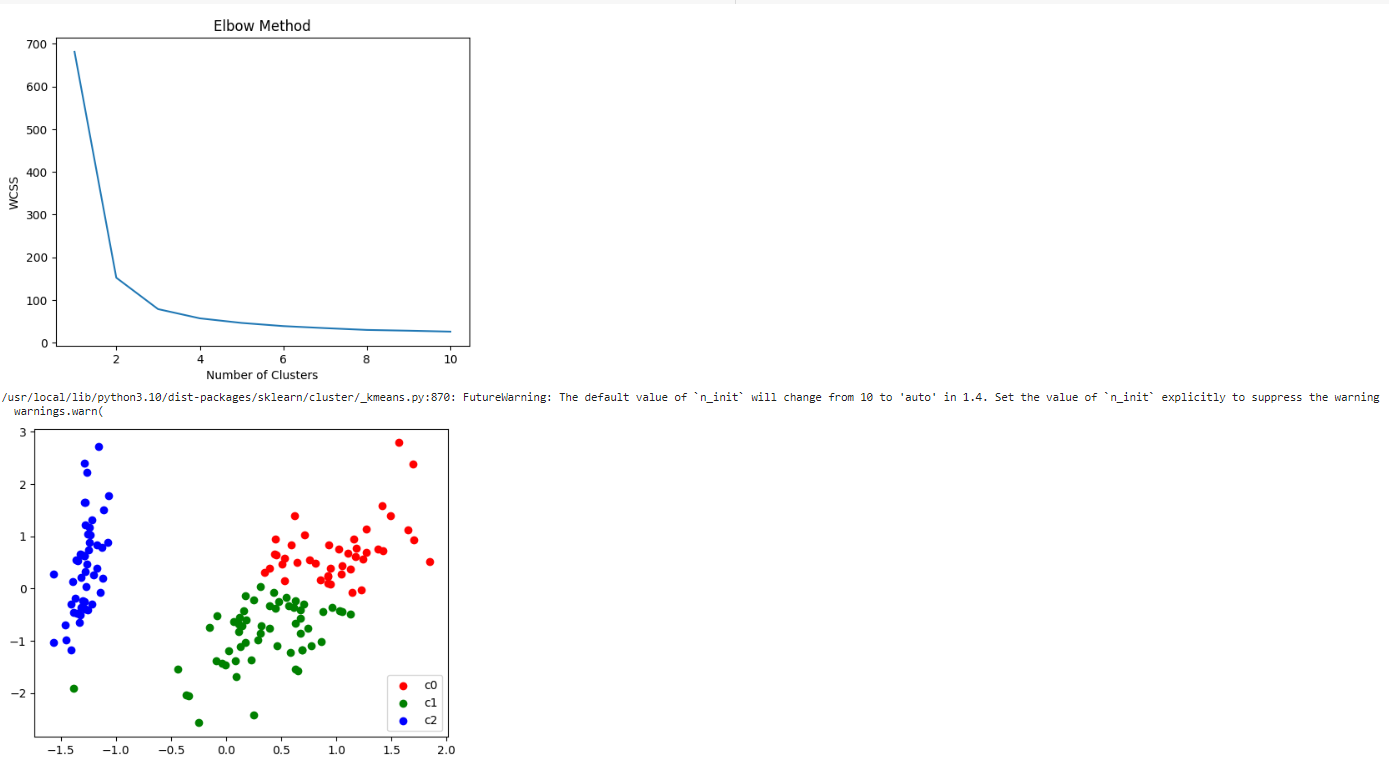 Elbow Method
700
600
500
400
300
200
100
0
WCSS
2 4 6 8 10
Number of Clusters
/usr/local/lib/python3.10/dist-packages/sklearn/cluster/_kmeans.py:870: FutureWarning: The default value of `n_init` will change from 10 to 'auto' in 1.4. Set the value of `n_init` explicitly to suppress the warning
warnings.warn(
3
2
1
0
−1
−2
c0
c1
c2
−1.5 −1.0 −0.5 0.0 0.5 1.0 1.5 2.0